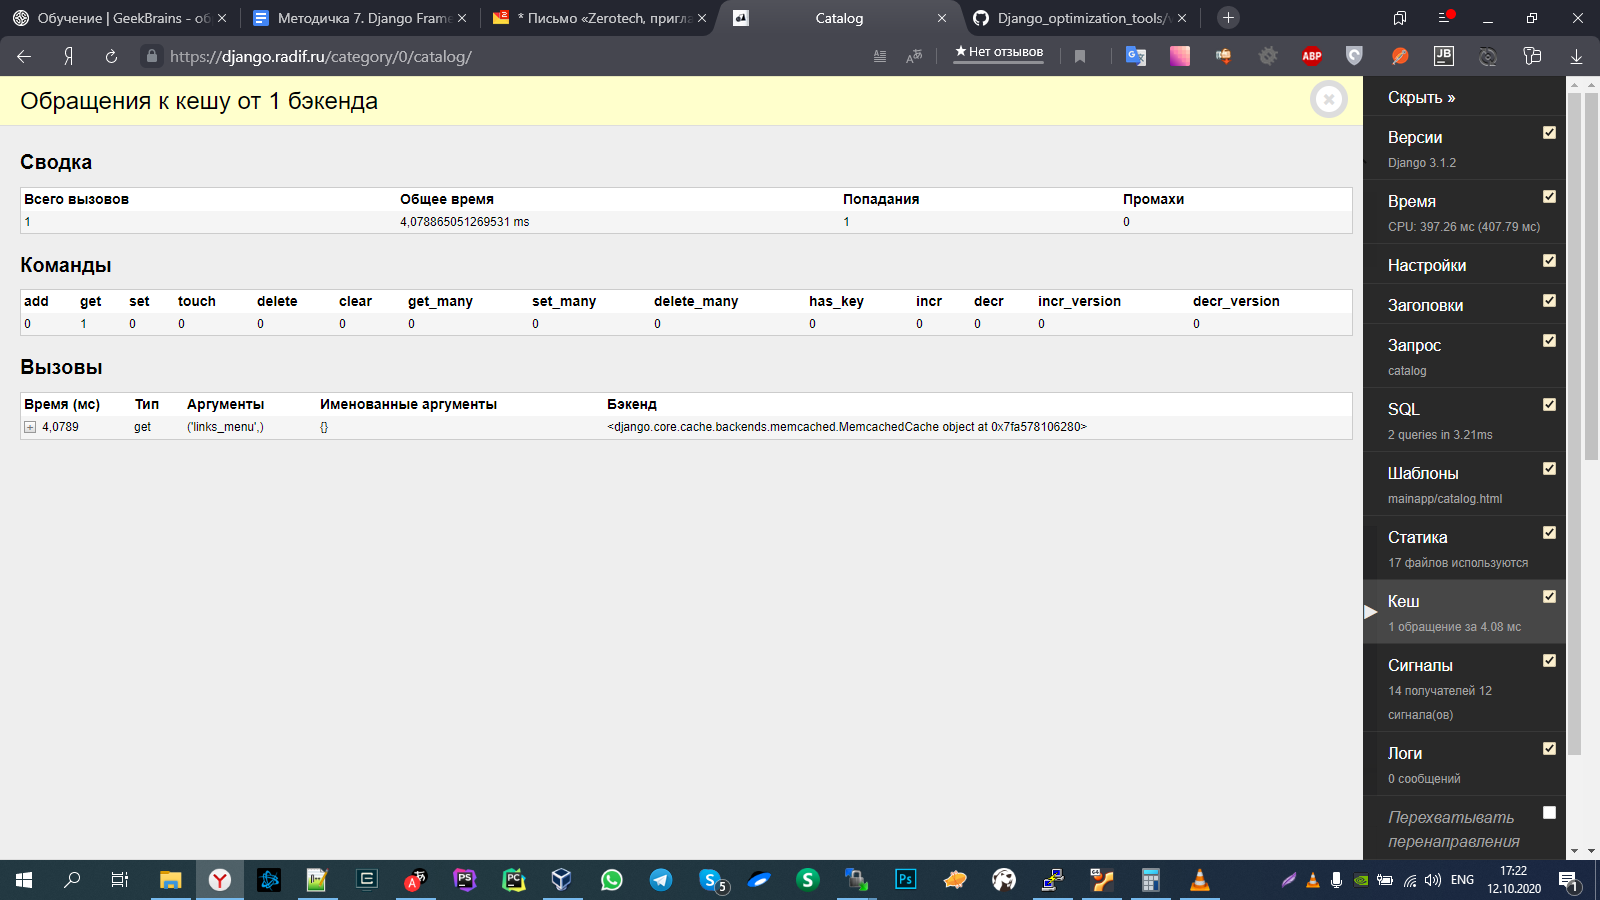 Обучение | GeekBrains - об
Методичка 7. Django Frame
* Письмо «Zerotech, пригла
Catalog
Django_optimization_tools/v
https://django.radif.ru/category/0/catalog/
★ Нет отзывов
ABP
JB
Обращения к кешу от 1 бэкенда
Сводка
Всего вызовов Общее время Попадания Промахи
1 4,078865051269531 ms 1 0
Команды
add get set touch delete clear get_many set_many delete_many has_key incr decr incr_version decr_version
0 1 0 0 0 0 0 0 0 0 0 0 0 0
Вызовы
Время (мс) Тип Аргументы Именованные аргументы Бэкенд
4,0789 get ('links_menu',) {} <django.core.cache.backends.memcached.MemcachedCache object at 0x7fa578106280>
Скрыть »
Версии
Django 3.1.2
Время
CPU: 397.26 мс (407.79 мс)
Настройки
Заголовки
Запрос
catalog
SQL
2 queries in 3.21ms
Шаблоны
mainapp/catalog.html
Статика
17 файлов используются
Кеш
1 обращение за 4.08 мс
Сигналы
14 получателей 12
сигнала(ов)
Логи
0 сообщений
Перехватывать
перенаправления
PS
PC
5
Ps
ENG
17:22
12.10.2020
1